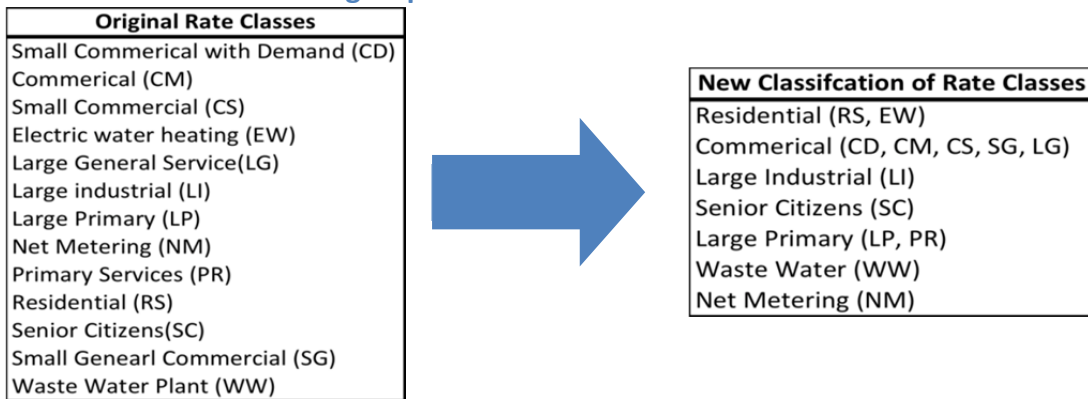 Original Rate Classes
Small Commerical with Demand (CD)
Commerical (CM)
Small Commercial (CS)
Electric water heating (EW)
Large General Service(LG)
Large industrial (LI)
Large Primary (LP)
Net Metering (NM)
Primary Services (PR)
Residential (RS)
Senior Citizens(SC)
Small Genearl Commercial (SG)
Waste Water Plant (WW)
New Classifcation of Rate Classes
Residential (RS, EW)
Commerical (CD, CM, CS, SG, LG)
Large Industrial (LI)
Senior Citizens (SC)
Large Primary (LP, PR)
Waste Water (WW)
Net Metering (NM)